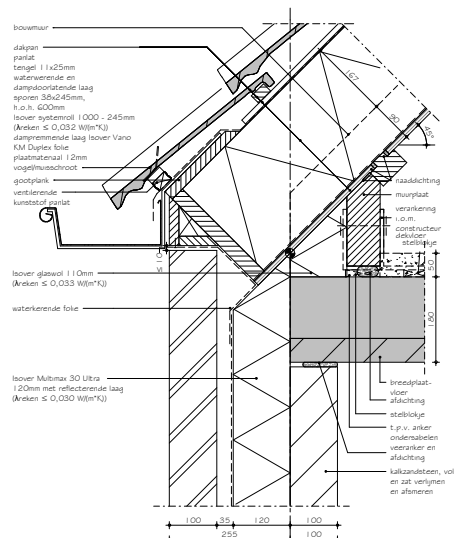 bouwmuur
dakpan
panlat
tengel 11x25mm
waterwerende en
dampdoorlatende laag
sporen 38x245mm,
h.o.h. 600mm
Isover systemroll 1000 - 245mm
(λreken ≤ 0,032 W/(m*K))
dampremmende laag Isover Vario
KM Duplex folie
plaatmateriaal 12mm
vogel/muisschroot
gootplank
ventilerende
kunststof panlat
Isover glaswol 110mm
(λreken ≤ 0,033 W/(m*K))
waterkerende folie
Isover Multimax 30 Ultra
120mm met reflecterende laag
(λreken ≤ 0,030 W/(m*K))
167
90
45°
naaddichting
muurplaat
verankering
i.o.m.
constructeur
dekvloer
stelblokje
50
180
10
breedplaat-
vloer
afdichting
stelblokje
t.p.v. anker
ondersabelen
veeranker en
afdichting
kalkzandsteen, vol
en zat verlijmen
en afsmeren
100 35 120 100
255 100